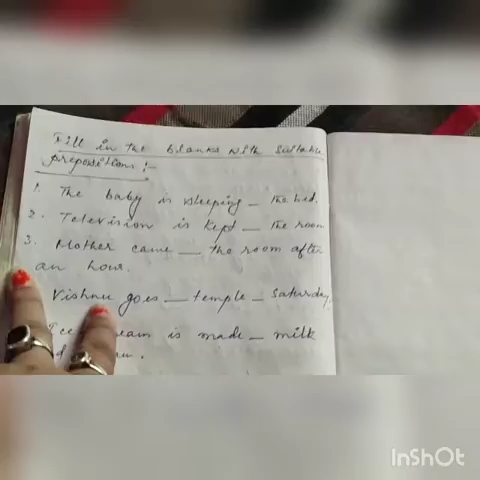 Fill in the blanks with suitable
prepositions :-
1. The baby is sleeping _ the bed.
2. Television is kept _ the room
3. Mother came _ the room after
an hour.
Vishnu goes _ temple _ Saturday.
is made _ milk
InShOt